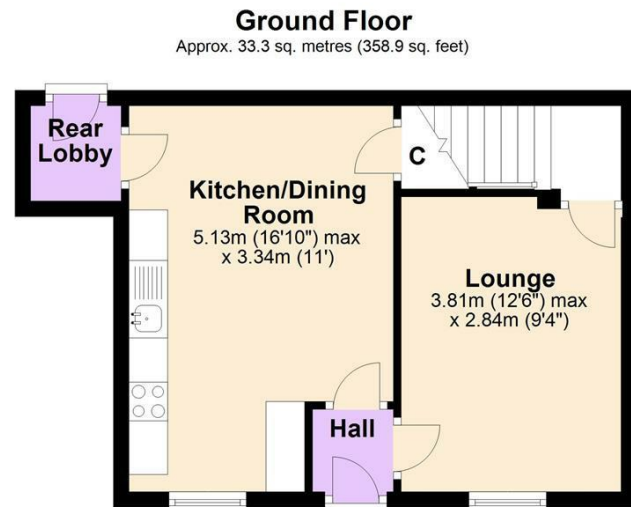 Ground Floor
Approx. 33.3 sq. metres (358.9 sq. feet)
Rear
Lobby
Kitchen/Dining
Room
5.13m (16'10") max
x 3.34m (11')
C
Lounge
3.81m (12'6") max
x 2.84m (9'4")
Hall